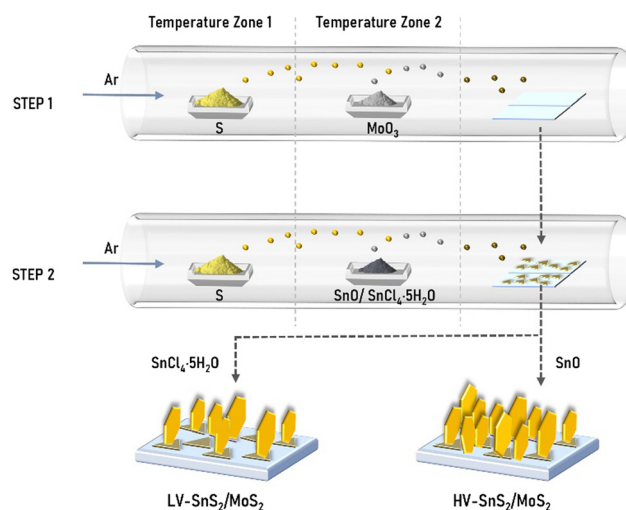 Temperature Zone 1 Temperature Zone 2
Ar
STEP 1
S MoO₃
Ar
STEP 2
S SnO/ SnCl₄·5H₂O
SnCl₄·5H₂O SnO
LV-SnS₂/MoS₂ HV-SnS₂/MoS₂